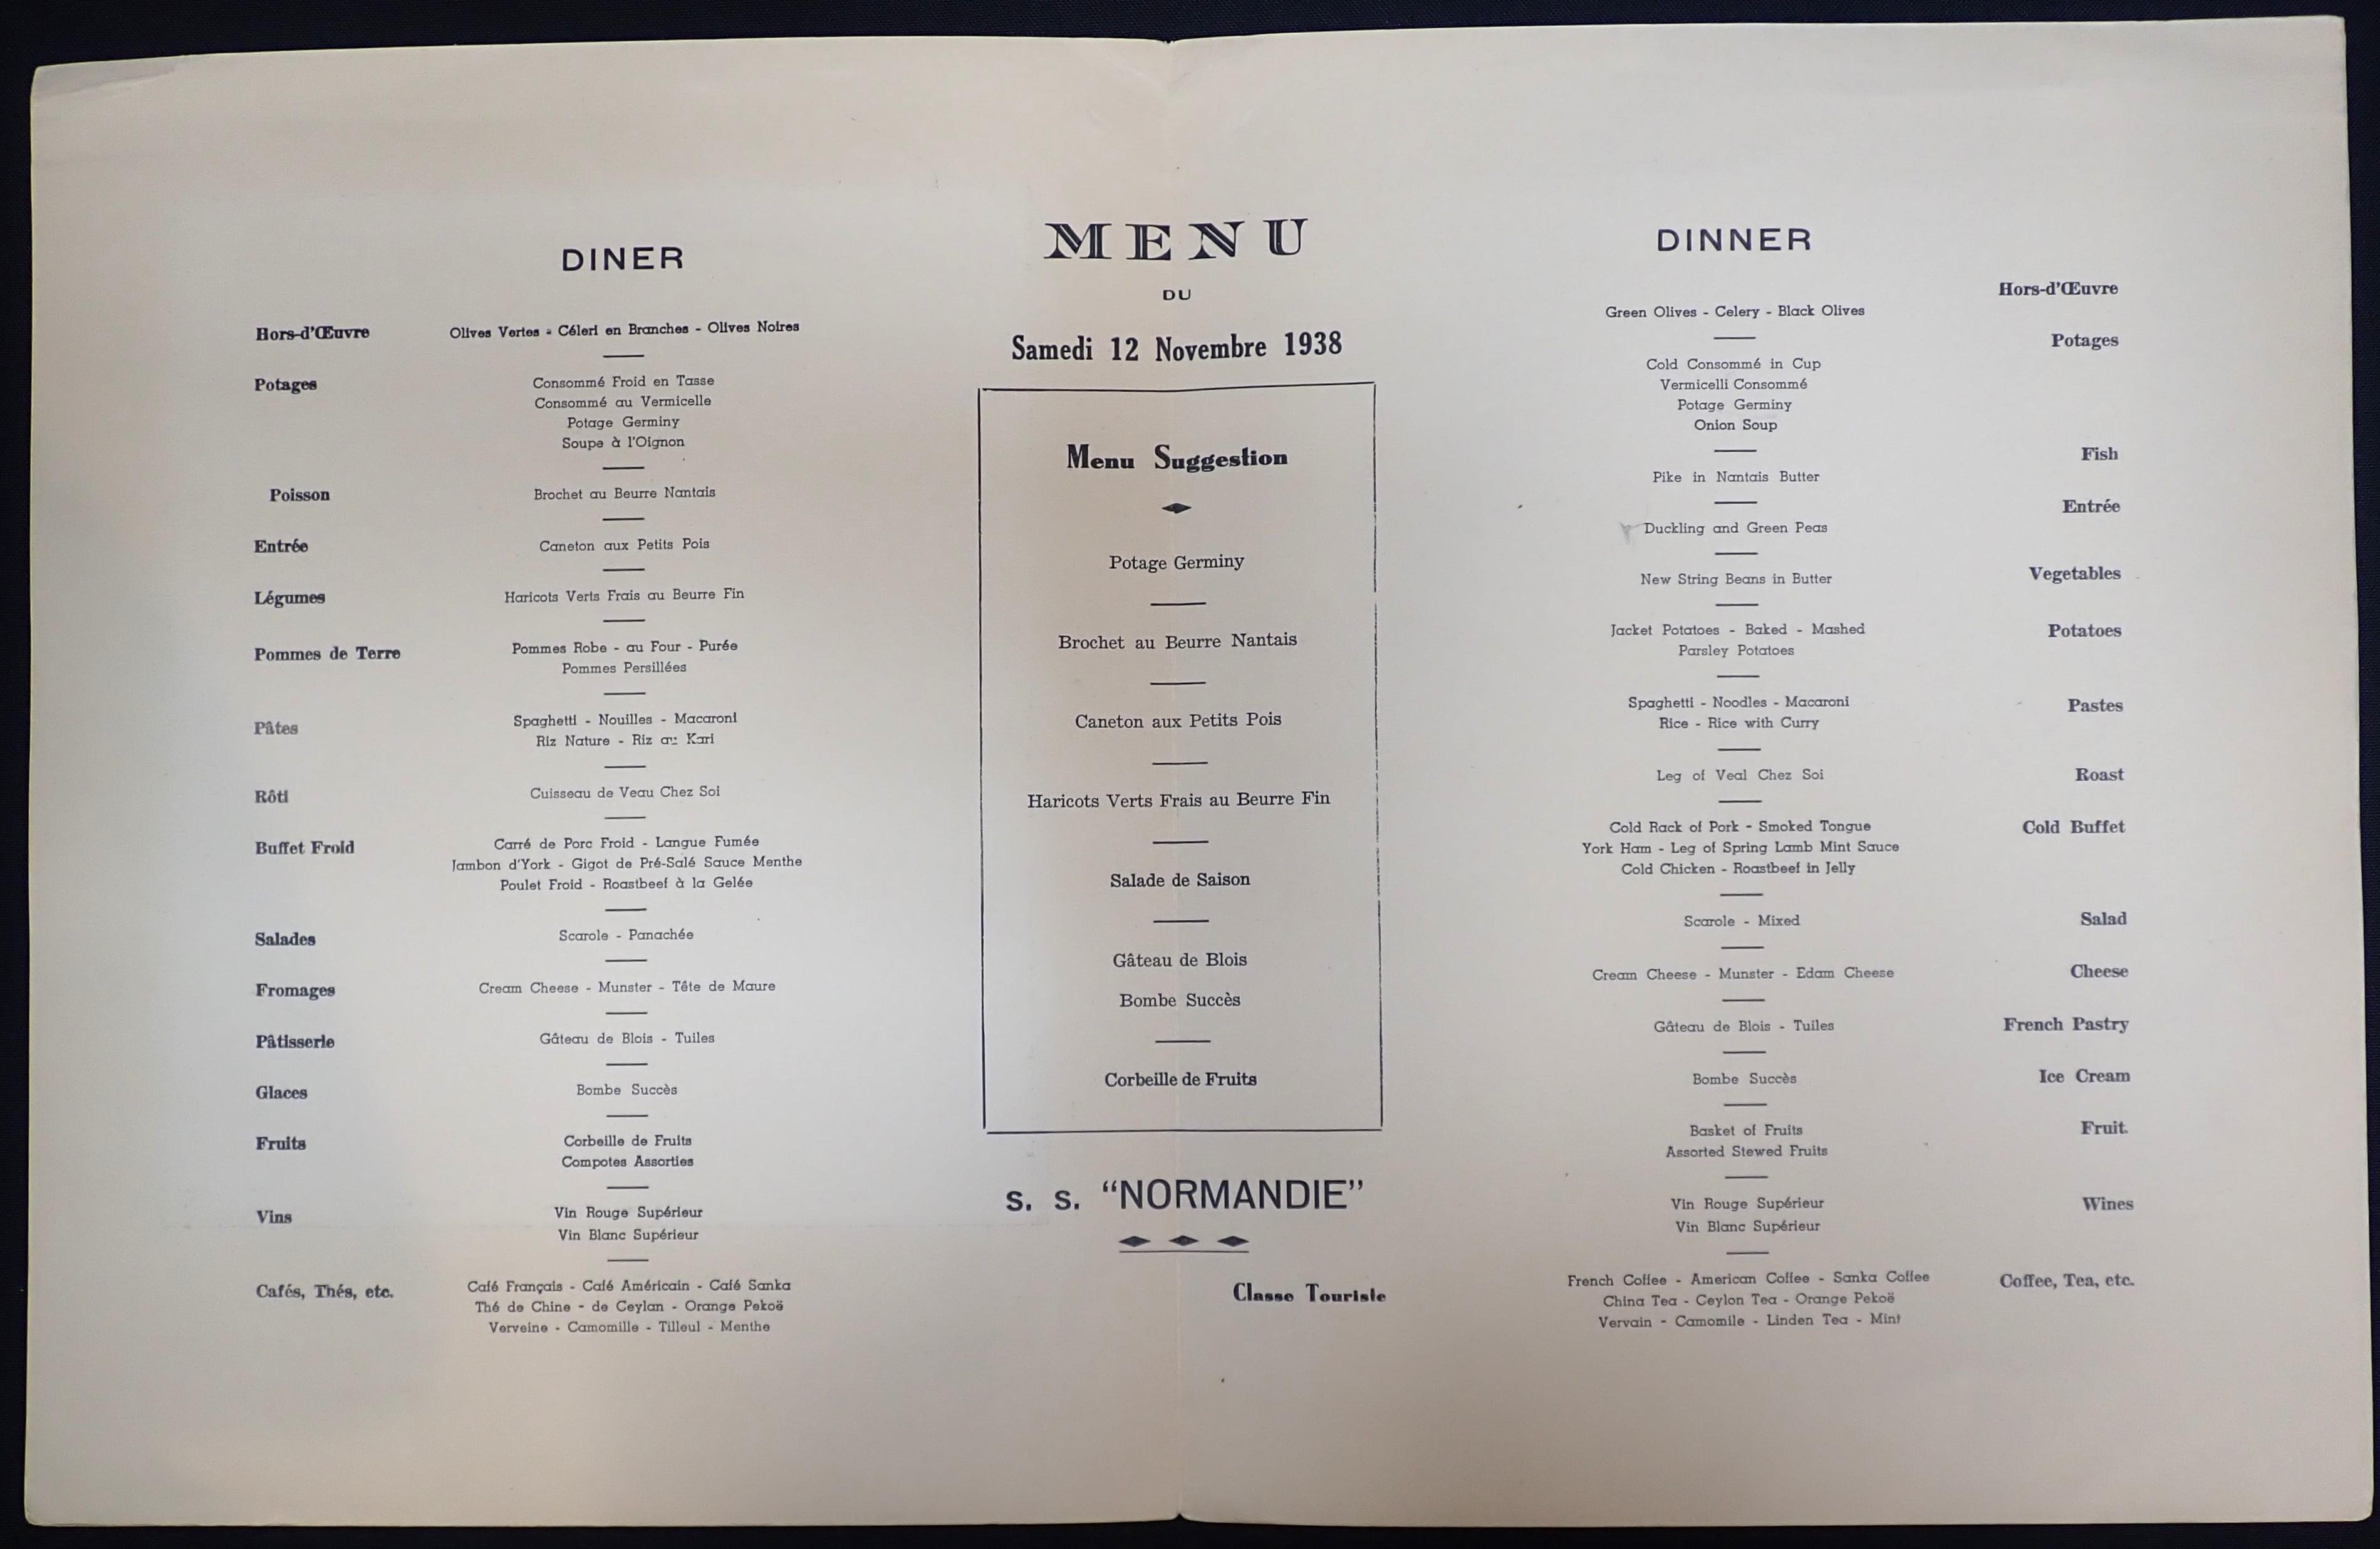 DINER
Hors-d'Œuvre
Olives Vertes - Céleri en Branches - Olives Noires
Potages
Consommé Froid en Tasse
Consommé au Vermicelle
Potage Germiny
Soupe à l'Oignon
Poisson
Brochet au Beurre Nantais
Entrée
Caneton aux Petits Pois
Légumes
Haricots Verts Frais au Beurre Fin
Pommes de Terre
Pommes Robe - au Four - Purée
Pommes Persillées
Pâtes
Spaghetti - Nouilles - Macaroni
Riz Nature - Riz au Kari
Rôti
Cuisseau de Veau Chez Soi
Buffet Froid
Carré de Porc Froid - Langue Fumée
Jambon d'York - Gigot de Pré-Salé Sauce Menthe
Poulet Froid - Roastbeef à la Gelée
Salades
Scarole - Panachée
Fromages
Cream Cheese - Munster - Tête de Maure
Pâtisserie
Gâteau de Blois - Tuiles
Glaces
Bombe Succès
Fruits
Corbeille de Fruits
Compotes Assorties
Vins
Vin Rouge Supérieur
Vin Blanc Supérieur
Cafés, Thés, etc.
Café Français - Café Américain - Café Sanka
Thé de Chine - de Ceylan - Orange Pekoë
Verveine - Camomille - Tilleul - Menthe
MENU
DU
Samedi 12 Novembre 1938
Menu Suggestion
Potage Germiny
Brochet au Beurre Nantais
Caneton aux Petits Pois
Haricots Verts Frais au Beurre Fin
Salade de Saison
Gâteau de Blois
Bombe Succès
Corbeille de Fruits
S. S. "NORMANDIE"
Classe Touriste
DINNER
Hors-d'Œuvre
Green Olives - Celery - Black Olives
Potages
Cold Consommé in Cup
Vermicelli Consommé
Potage Germiny
Onion Soup
Fish
Pike in Nantais Butter
Entrée
Duckling and Green Peas
Vegetables
New String Beans in Butter
Potatoes
Jacket Potatoes - Baked - Mashed
Parsley Potatoes
Pastes
Spaghetti - Noodles - Macaroni
Rice - Rice with Curry
Roast
Leg of Veal Chez Soi
Cold Buffet
Cold Rack of Pork - Smoked Tongue
York Ham - Leg of Spring Lamb Mint Sauce
Cold Chicken - Roastbeef in Jelly
Salad
Scarole - Mixed
Cheese
Cream Cheese - Munster - Edam Cheese
French Pastry
Gâteau de Blois - Tuiles
Ice Cream
Bombe Succès
Fruit.
Basket of Fruits
Assorted Stewed Fruits
Wines
Vin Rouge Supérieur
Vin Blanc Supérieur
Coffee, Tea, etc.
French Coffee - American Coffee - Sanka Coffee
China Tea - Ceylon Tea - Orange Pekoë
Vervain - Camomile - Linden Tea - Mint